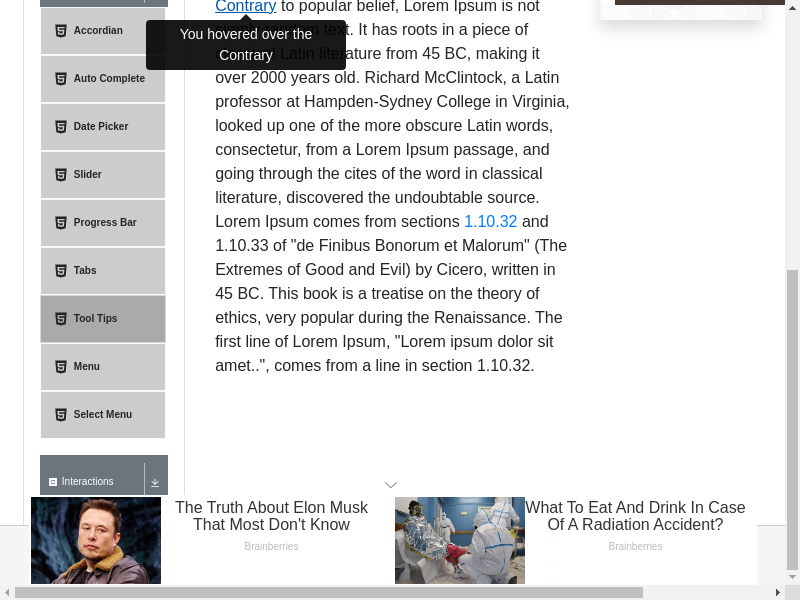 Accordian
Auto Complete
Date Picker
Slider
Progress Bar
Tabs
Tool Tips
Menu
Select Menu
Interactions
You hovered over the
Contrary
Contrary to popular belief, Lorem Ipsum is not
simply random text. It has roots in a piece of
classical Latin literature from 45 BC, making it
over 2000 years old. Richard McClintock, a Latin
professor at Hampden-Sydney College in Virginia,
looked up one of the more obscure Latin words,
consectetur, from a Lorem Ipsum passage, and
going through the cites of the word in classical
literature, discovered the undoubtable source.
Lorem Ipsum comes from sections 1.10.32 and
1.10.33 of "de Finibus Bonorum et Malorum" (The
Extremes of Good and Evil) by Cicero, written in
45 BC. This book is a treatise on the theory of
ethics, very popular during the Renaissance. The
first line of Lorem Ipsum, "Lorem ipsum dolor sit
amet..", comes from a line in section 1.10.32.
The Truth About Elon Musk
That Most Don't Know
Brainberries
What To Eat And Drink In Case
Of A Radiation Accident?
Brainberries